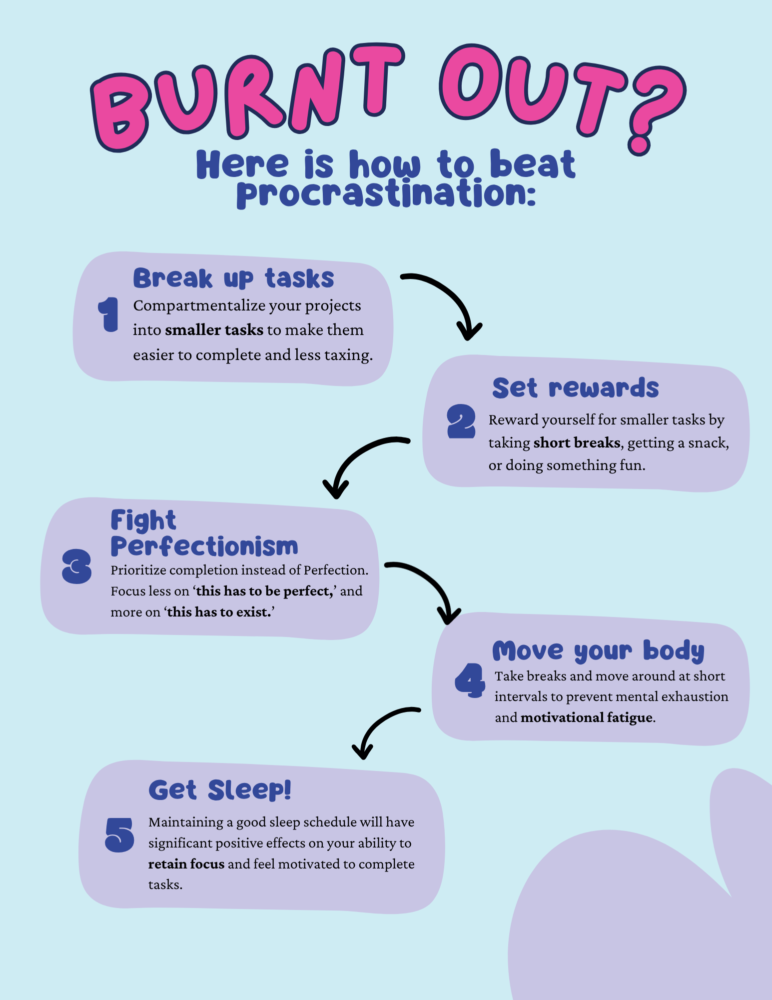 BURNT OUT?
Here is how to beat
procrastination:
Break up tasks
1
Compartmentalize your projects
into smaller tasks to make them
easier to complete and less taxing.
Set rewards
2
Reward yourself for smaller tasks by
taking short breaks, getting a snack,
or doing something fun.
Fight
Perfectionism
3
Prioritize completion instead of Perfection.
Focus less on ‘this has to be perfect,’ and
more on ‘this has to exist.’
Move your body
4
Take breaks and move around at short
intervals to prevent mental exhaustion
and motivational fatigue.
Get Sleep!
5
Maintaining a good sleep schedule will have
significant positive effects on your ability to
retain focus and feel motivated to complete
tasks.